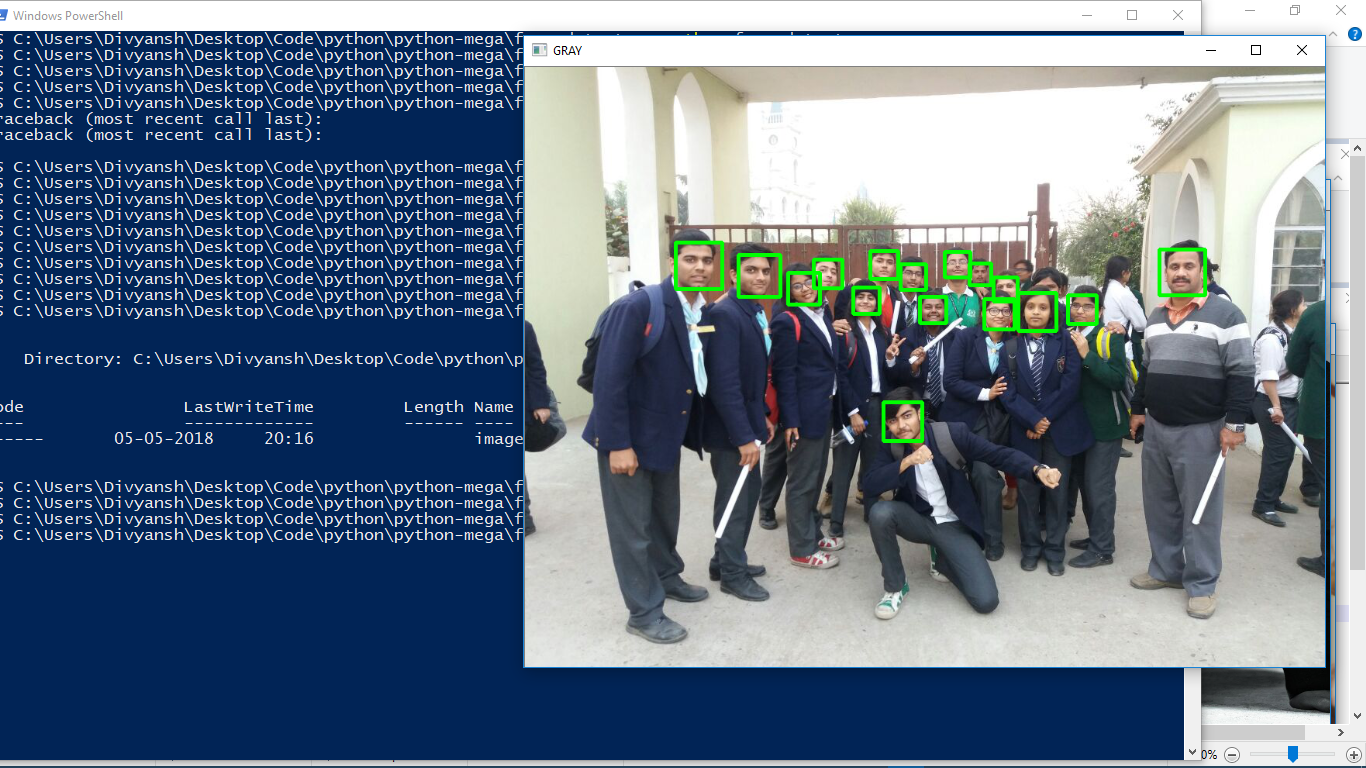 Windows PowerShell
S C:\Users\Divyansh\Desktop\Code\python\python-mega\f
S C:\Users\Divyansh\Desktop\Code\python\python-mega\f
S C:\Users\Divyansh\Desktop\Code\python\python-mega\f
S C:\Users\Divyansh\Desktop\Code\python\python-mega\f
S C:\Users\Divyansh\Desktop\Code\python\python-mega\f
raceback (most recent call last):
raceback (most recent call last):
S C:\Users\Divyansh\Desktop\Code\python\python-mega\f
S C:\Users\Divyansh\Desktop\Code\python\python-mega\f
S C:\Users\Divyansh\Desktop\Code\python\python-mega\f
S C:\Users\Divyansh\Desktop\Code\python\python-mega\f
S C:\Users\Divyansh\Desktop\Code\python\python-mega\f
S C:\Users\Divyansh\Desktop\Code\python\python-mega\f
S C:\Users\Divyansh\Desktop\Code\python\python-mega\f
S C:\Users\Divyansh\Desktop\Code\python\python-mega\f
S C:\Users\Divyansh\Desktop\Code\python\python-mega\f
S C:\Users\Divyansh\Desktop\Code\python\python-mega\f
Directory: C:\Users\Divyansh\Desktop\Code\python\p
ode LastWriteTime Length Name
--- ------------- ------ ----
----- 05-05-2018 20:16 image
S C:\Users\Divyansh\Desktop\Code\python\python-mega\f
S C:\Users\Divyansh\Desktop\Code\python\python-mega\f
S C:\Users\Divyansh\Desktop\Code\python\python-mega\f
S C:\Users\Divyansh\Desktop\Code\python\python-mega\f
GRAY
0%